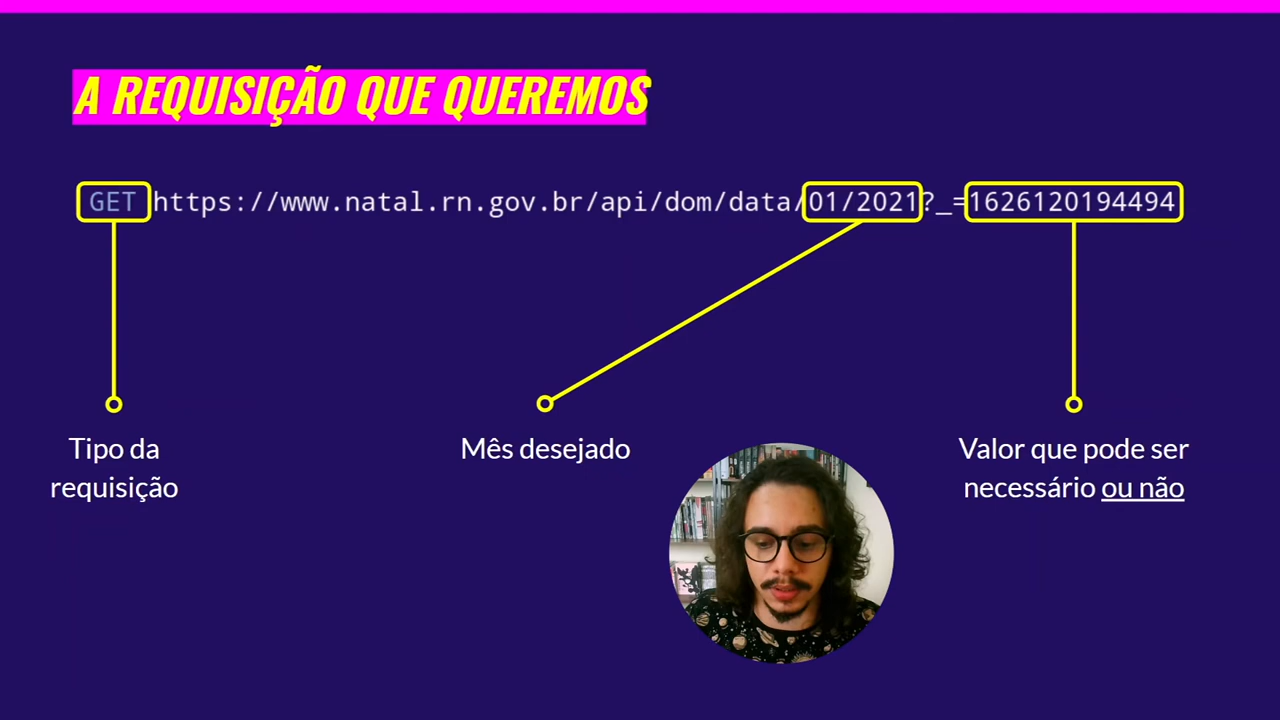 A REQUISIÇÃO QUE QUEREMOS
GET https://www.natal.rn.gov.br/api/dom/data/01/2021?_=1626120194494
Tipo da
requisição
Mês desejado
Valor que pode ser
necessário ou não